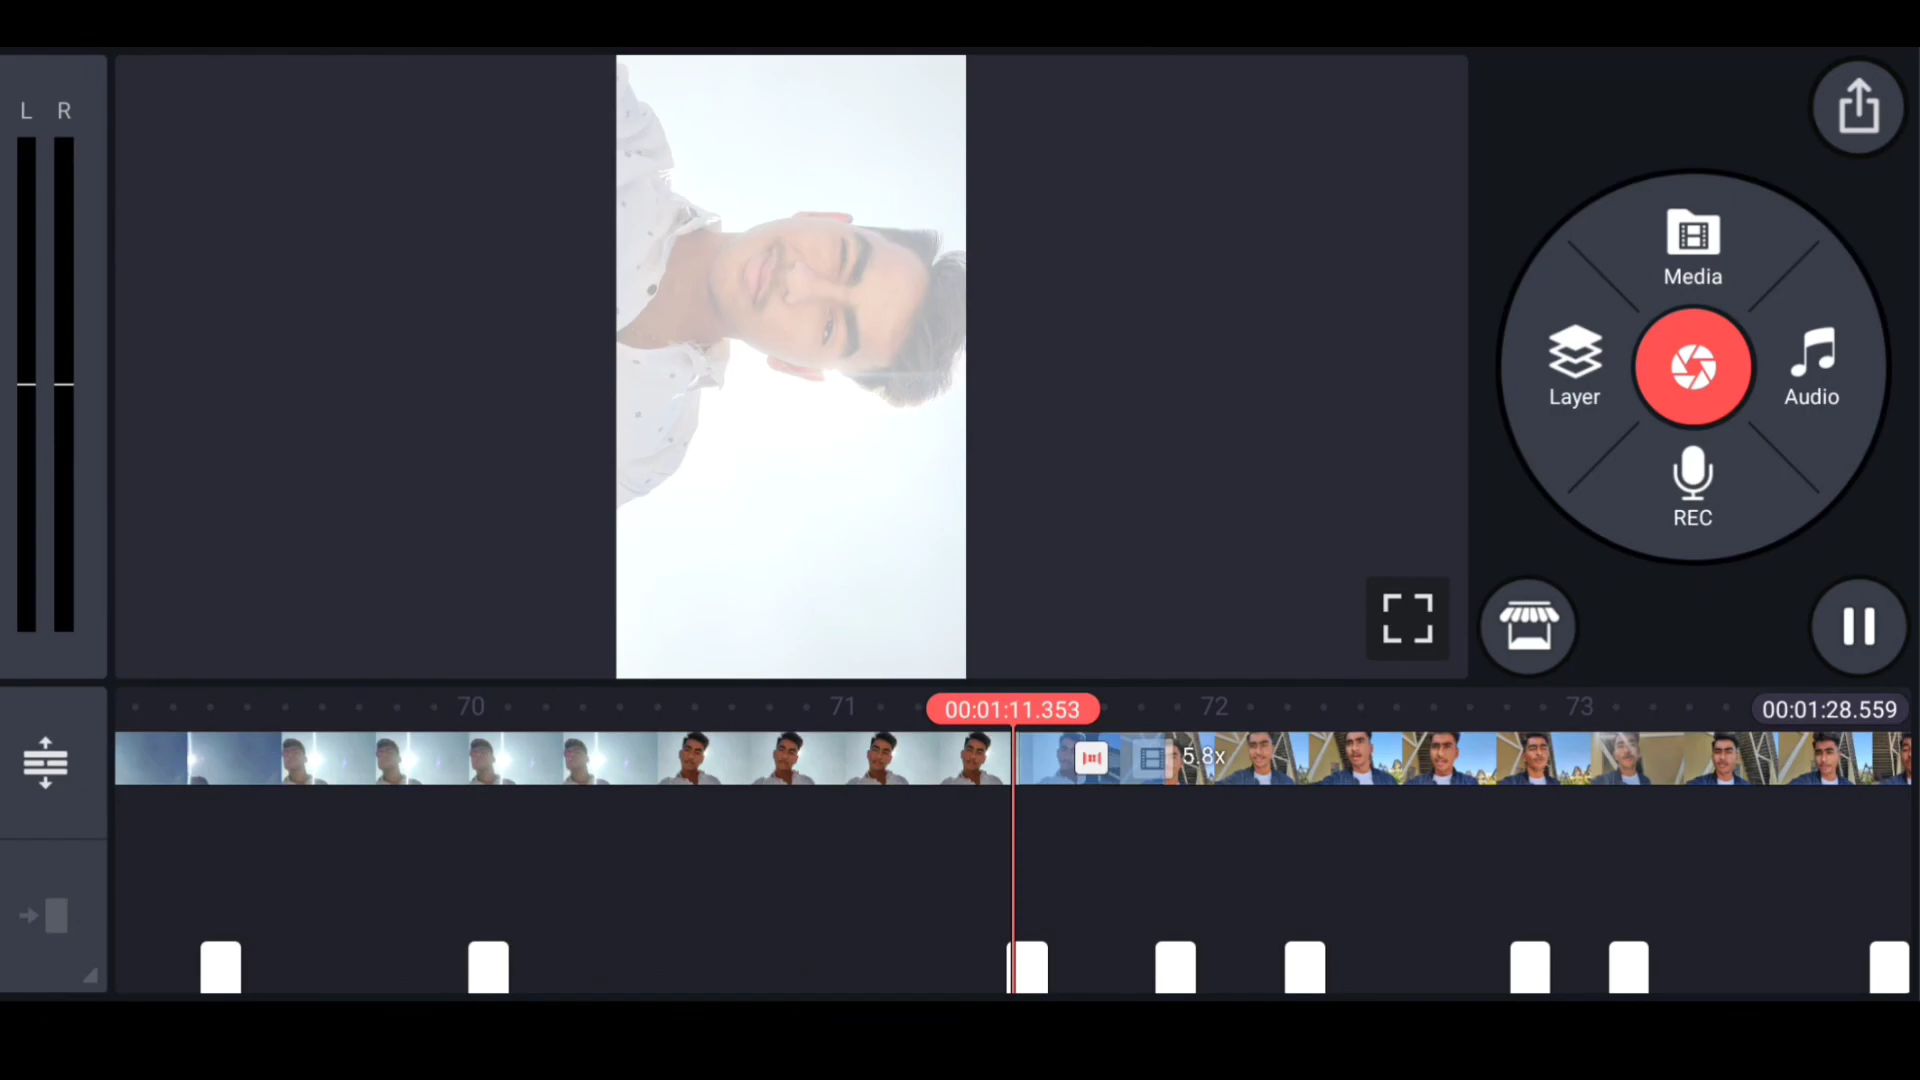 L R
Media
Layer
Audio
REC
70
71
00:01:11.353
72
73
00:01:28.559
5.8x